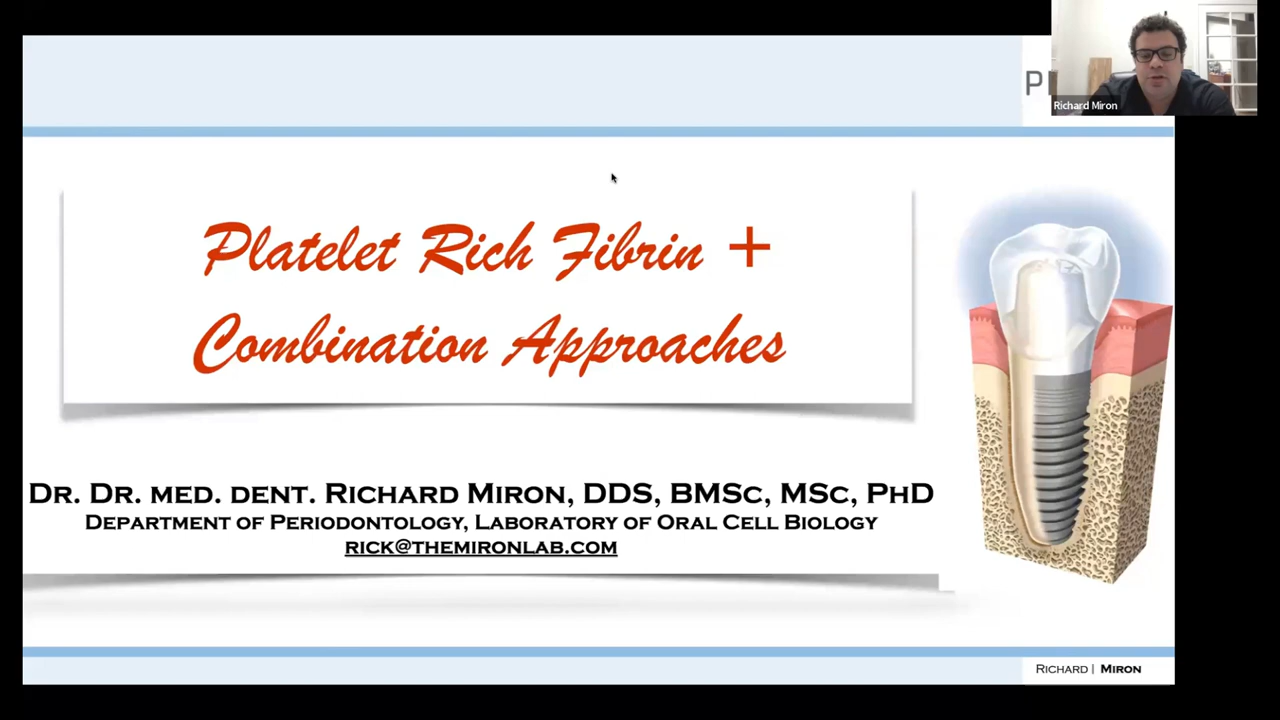 Richard Miron
Platelet Rich Fibrin +
Combination Approaches
DR. DR. MED. DENT. RICHARD MIRON, DDS, BMSC, MSC, PHD
DEPARTMENT OF PERIODONTOLOGY, LABORATORY OF ORAL CELL BIOLOGY
RICK@THEMIRONLAB.COM
RICHARD | MIRON